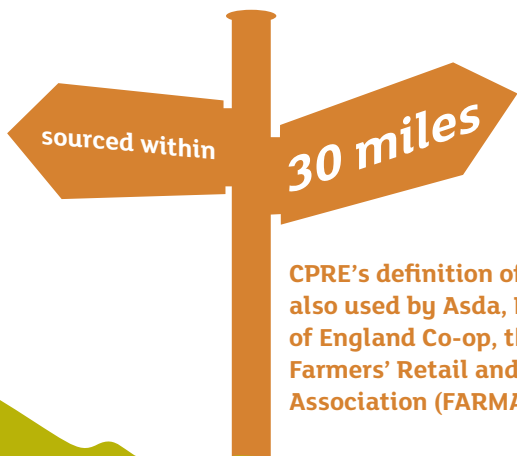 sourced within
30 miles
CPRE's definition of
also used by Asda,
of England Co-op,
Farmers' Retail and
Association (FARMA